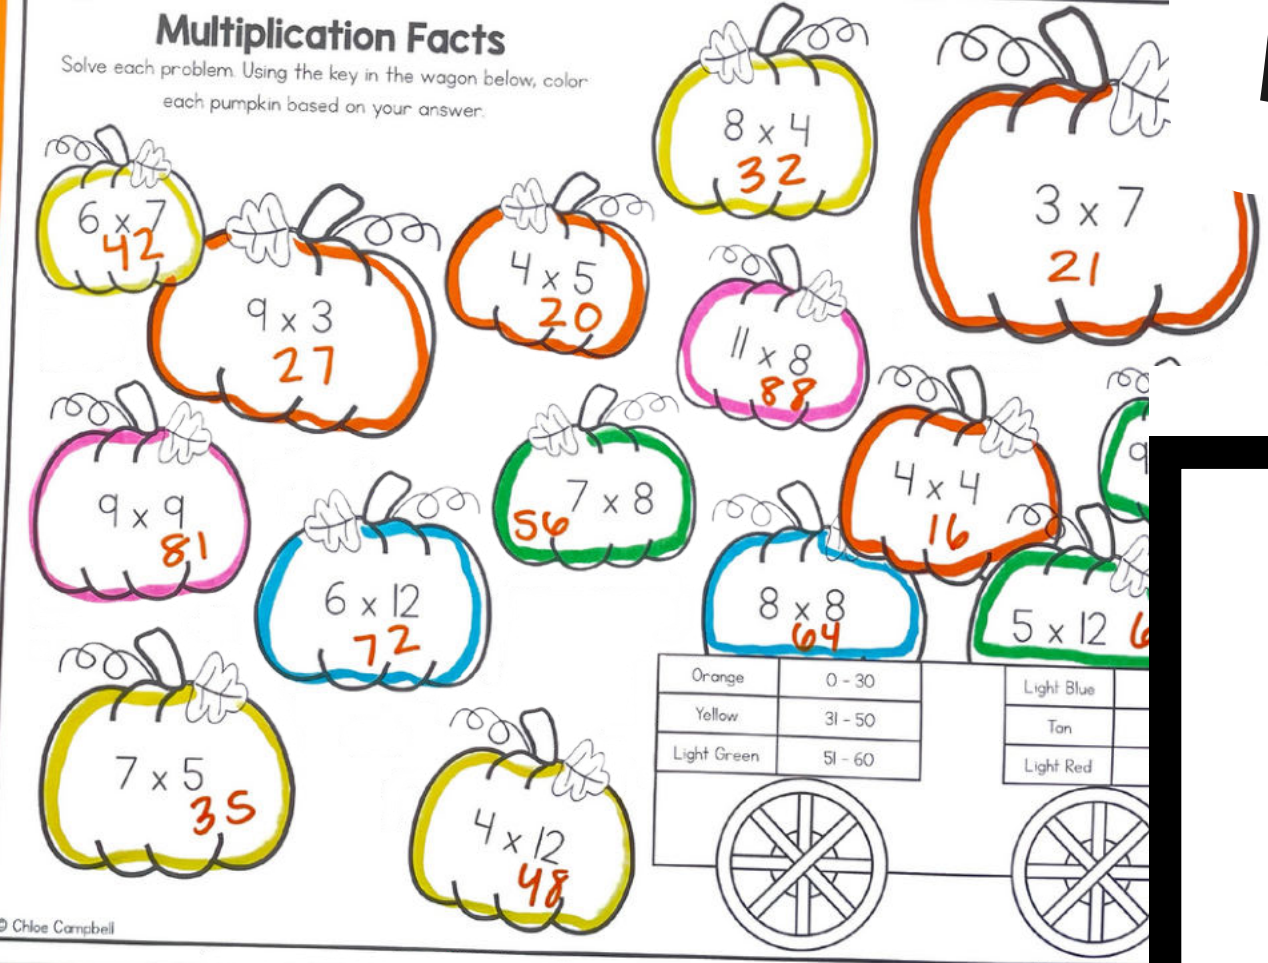 Multiplication Facts
Solve each problem. Using the key in the wagon below, color
each pumpkin based on your answer.
8 x 4
32
3 x 7
21
6 x 7
42
9 x 3
27
4 x 5
20
11 x 8
88
9 x 9
81
7 x 8
56
4 x 4
16
9
6 x 12
72
8 x 8
64
5 x 12 6
7 x 5
35
4 x 12
48
Orange 0 - 30
Yellow 31 - 50
Light Green 51 - 60
Light Blue
Tan
Light Red
© Chloe Campbell